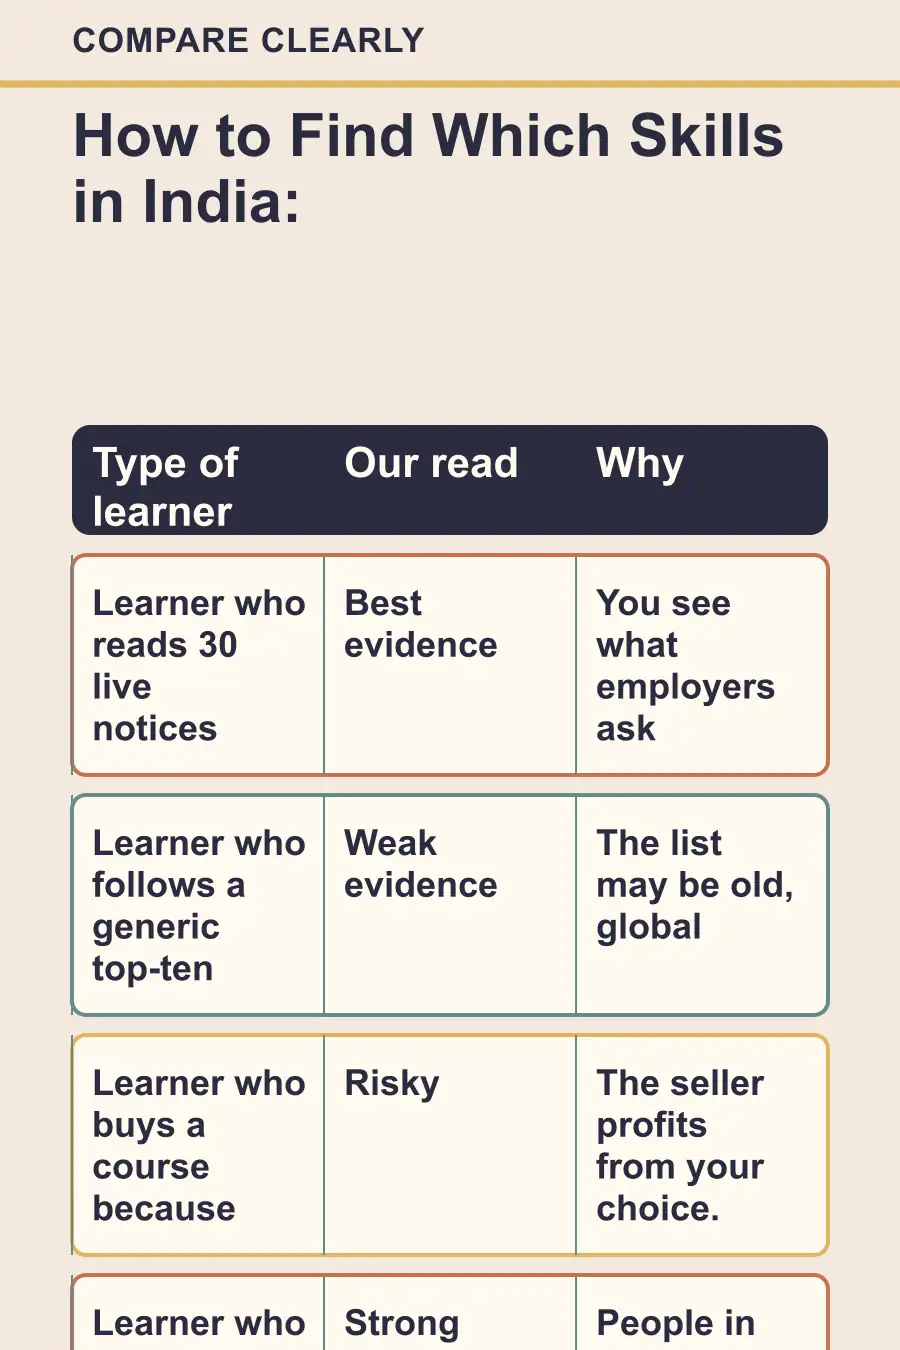 COMPARE CLEARLY
How to Find Which Skills
in India:
Type of
learner
Our read
Why
Learner who
reads 30
live
notices
Best
evidence
You see
what
employers
ask
Learner who
follows a
generic
top-ten
Weak
evidence
The list
may be old,
global
Learner who
buys a
course
because
Risky
The seller
profits
from your
choice.
Learner who
Strong
People in